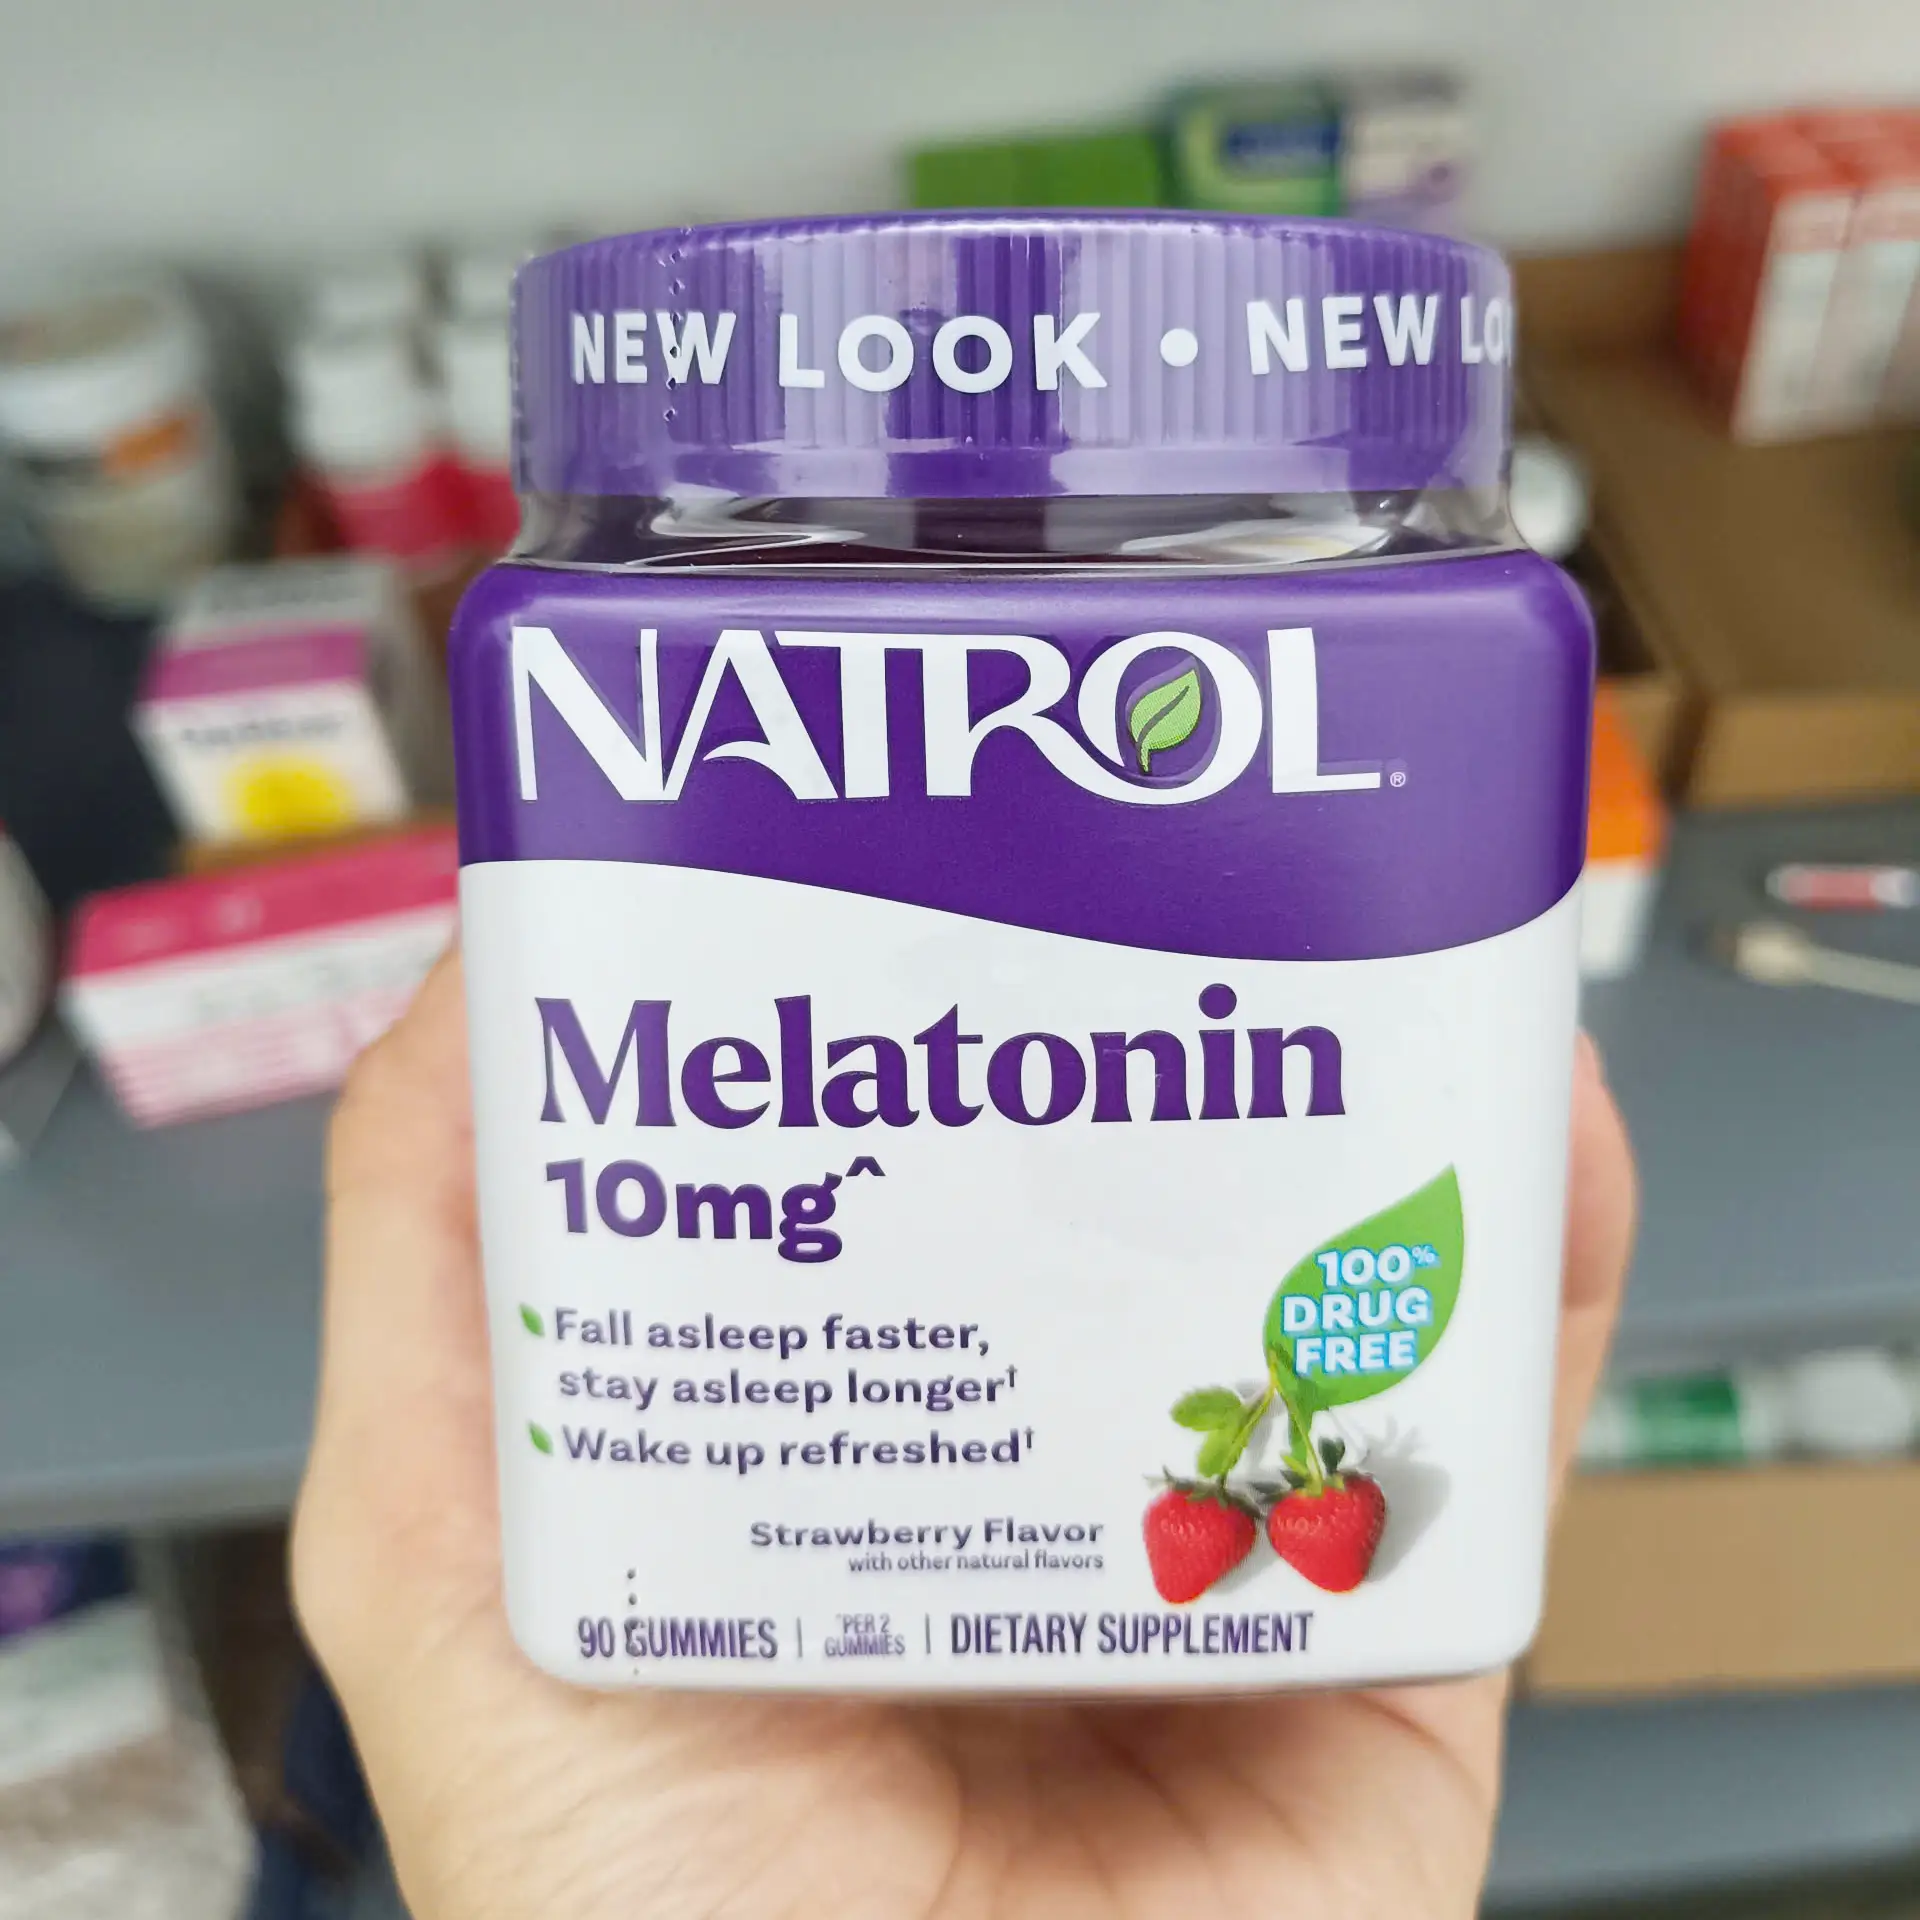 NEW LOOK • NEW LO
NATROL®
Melatonin
10mg^
Fall asleep faster,
stay asleep longer†
Wake up refreshed†
100%
DRUG
FREE
Strawberry Flavor
with other natural flavors
90 GUMMIES | ^PER 2 GUMMIES | DIETARY SUPPLEMENT